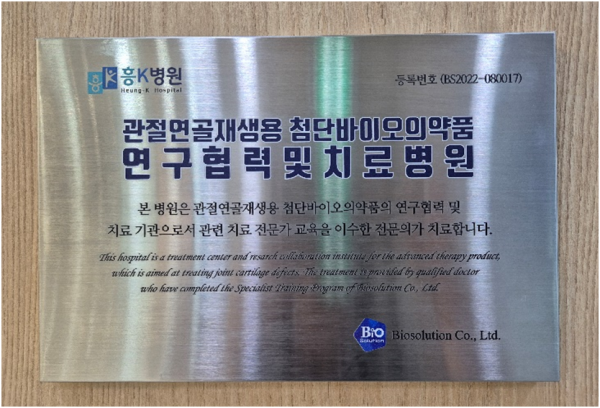 흥K병원
Heung-K Hospital
등록번호 (BS2022-080017)
관절연골재생용 첨단바이오의약품
연구협력및치료병원
본 병원은 관절연골재생용 첨단바이오의약품의 연구협력 및
치료 기관으로서 관련 치료 전문가 교육을 이수한 전문의가 치료합니다.
This hospital is a treatment center and resarch collaboration institute for the advanced therapy product,
which is aimed at treating joint cartilage defects. The treatment is provided by qualified doctor
who have completed the Specialist Training Program of Biosolution Co., Ltd.
Bio
Solution
Biosolution Co., Ltd.